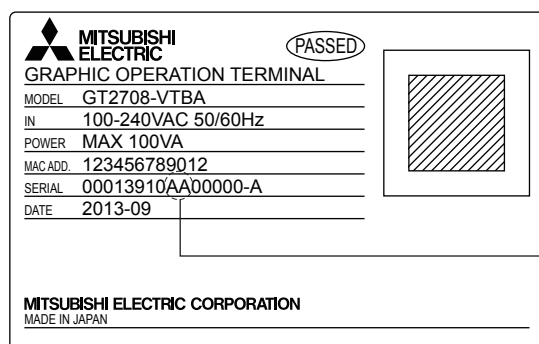 MITSUBISHI
ELECTRIC
PASSED
GRAPHIC OPERATION TERMINAL
MODEL GT2708-VTBA
IN 100-240VAC 50/60Hz
POWER MAX 100VA
MAC ADD. 123456789012
SERIAL 00013910AA00000-A
DATE 2013-09
MITSUBISHI ELECTRIC CORPORATION
MADE IN JAPAN